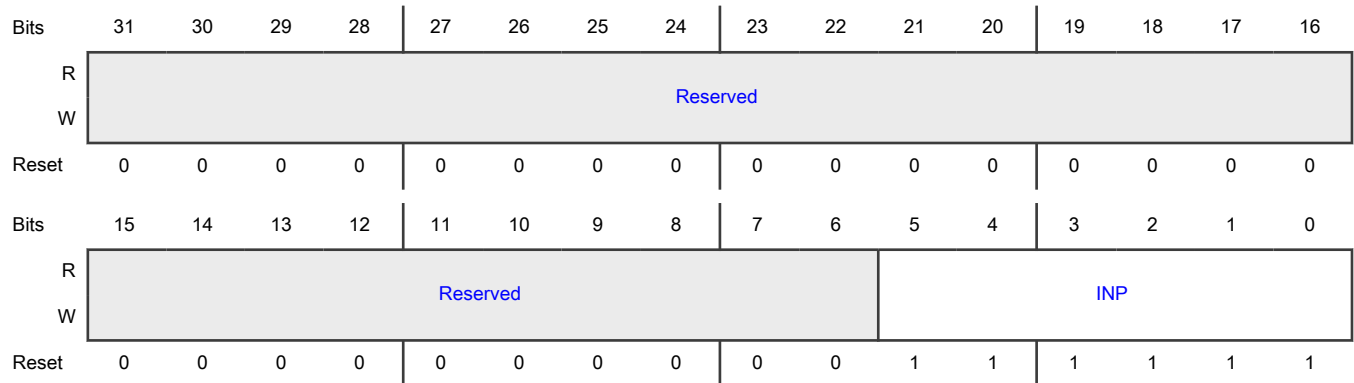 Bits 31 30 29 28 27 26 25 24 23 22 21 20 19 18 17 16
R
Reserved
W
Reset 0 0 0 0 0 0 0 0 0 0 0 0 0 0 0 0
Bits 15 14 13 12 11 10 9 8 7 6 5 4 3 2 1 0
R
Reserved INP
W
Reset 0 0 0 0 0 0 0 0 0 0 1 1 1 1 1 1